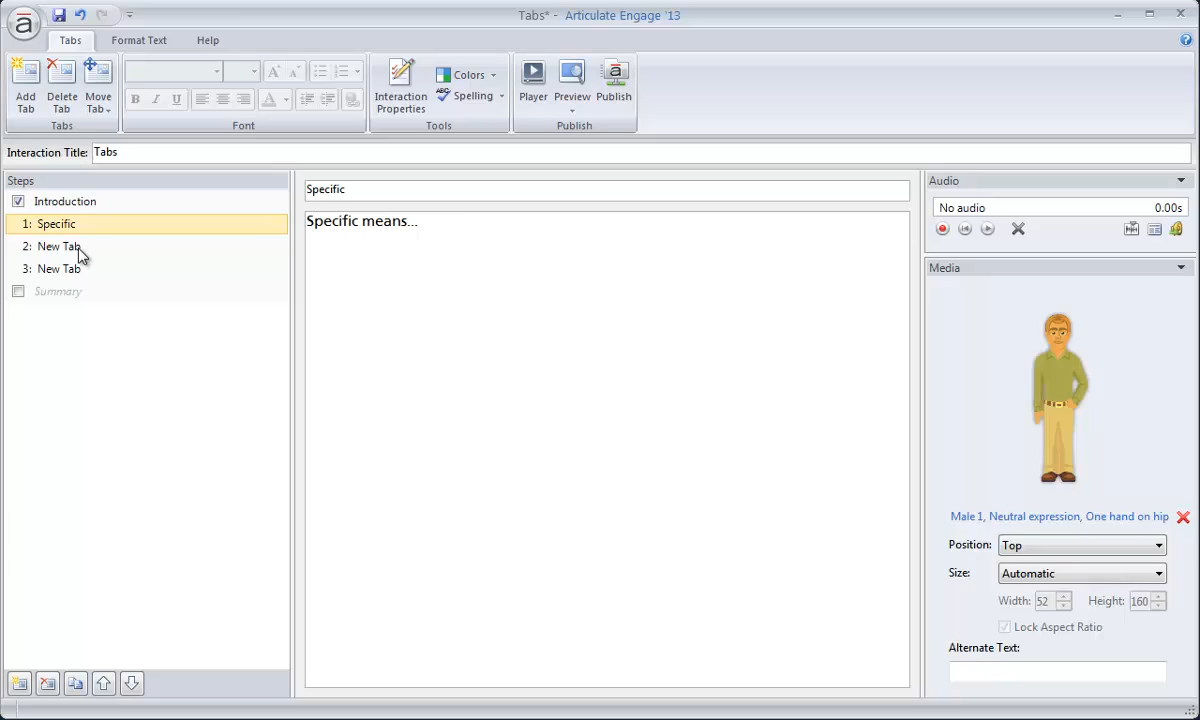 Tabs* - Articulate Engage '13
Tabs
Format Text
Help
Add
Tab
Delete
Tab
Move
Tab
Tabs
B I U
A
Font
Interaction
Properties
Colors
ABC
Spelling
Tools
Player
Preview
Publish
Publish
Interaction Title: Tabs
Steps
Introduction
1: Specific
2: New Tab
3: New Tab
Summary
Specific
Specific means...
Audio
No audio 0.00s
Media
Male 1, Neutral expression, One hand on hip
Position: Top
Size: Automatic
Width: 52 Height: 160
Lock Aspect Ratio
Alternate Text: